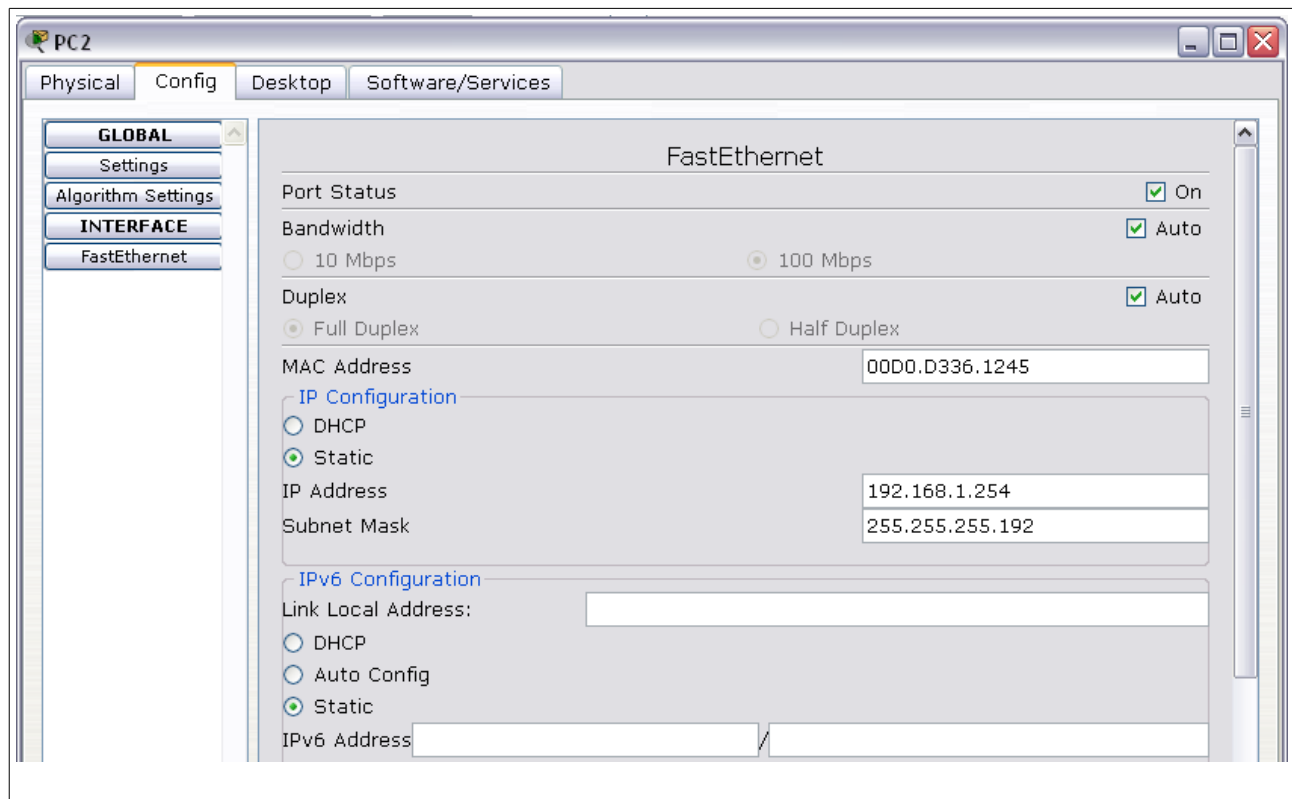 PC2
Physical Config Desktop Software/Services
GLOBAL
Settings
Algorithm Settings
INTERFACE
FastEthernet
FastEthernet
Port Status On
Bandwidth Auto
10 Mbps 100 Mbps
Duplex Auto
Full Duplex Half Duplex
MAC Address 00D0.D336.1245
IP Configuration
DHCP
Static
IP Address 192.168.1.254
Subnet Mask 255.255.255.192
IPv6 Configuration
Link Local Address:
DHCP
Auto Config
Static
IPv6 Address /